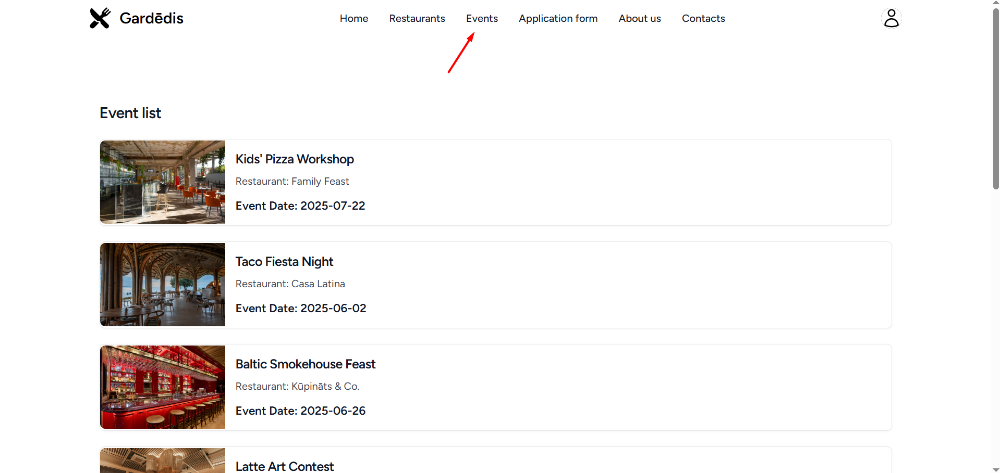 Gardēdis
Home Restaurants Events Application form About us Contacts
Event list
Kids' Pizza Workshop
Restaurant: Family Feast
Event Date: 2025-07-22
Taco Fiesta Night
Restaurant: Casa Latina
Event Date: 2025-06-02
Baltic Smokehouse Feast
Restaurant: Kūpināts & Co.
Event Date: 2025-06-26
Latte Art Contest